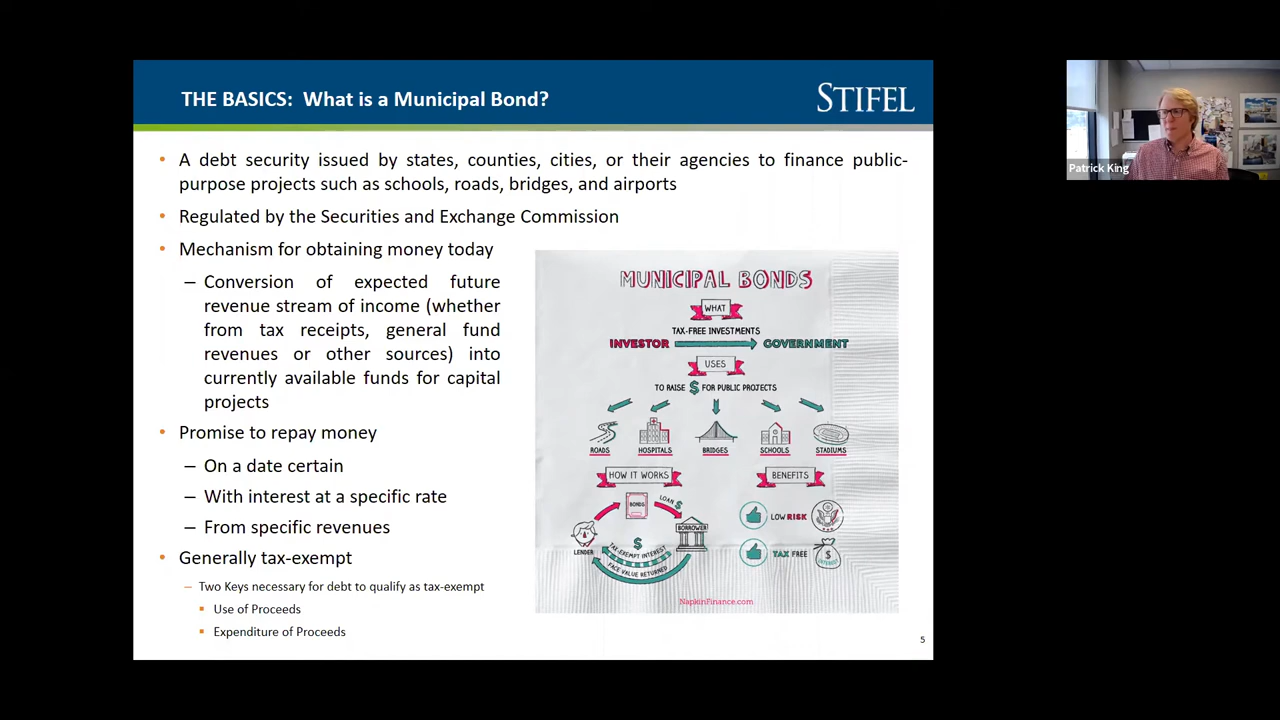 THE BASICS: What is a Municipal Bond?
STIFEL
• A debt security issued by states, counties, cities, or their agencies to finance public-
purpose projects such as schools, roads, bridges, and airports
• Regulated by the Securities and Exchange Commission
• Mechanism for obtaining money today
– Conversion of expected future
revenue stream of income (whether
from tax receipts, general fund
revenues or other sources) into
currently available funds for capital
projects
• Promise to repay money
– On a date certain
– With interest at a specific rate
– From specific revenues
• Generally tax-exempt
– Two Keys necessary for debt to qualify as tax-exempt
▪ Use of Proceeds
▪ Expenditure of Proceeds
MUNICIPAL BONDS
WHAT
TAX-FREE INVESTMENTS
INVESTOR GOVERNMENT
USES
TO RAISE $ FOR PUBLIC PROJECTS
ROADS HOSPITALS BRIDGES SCHOOLS STADIUMS
HOW IT WORKS
BONDS
LOAN $
LENDER
BORROWER
$
TAX-EXEMPT INTEREST
FACE VALUE RETURNED
BENEFITS
LOW RISK
TAX FREE
$
INTEREST
NapkinFinance.com
5
Patrick King